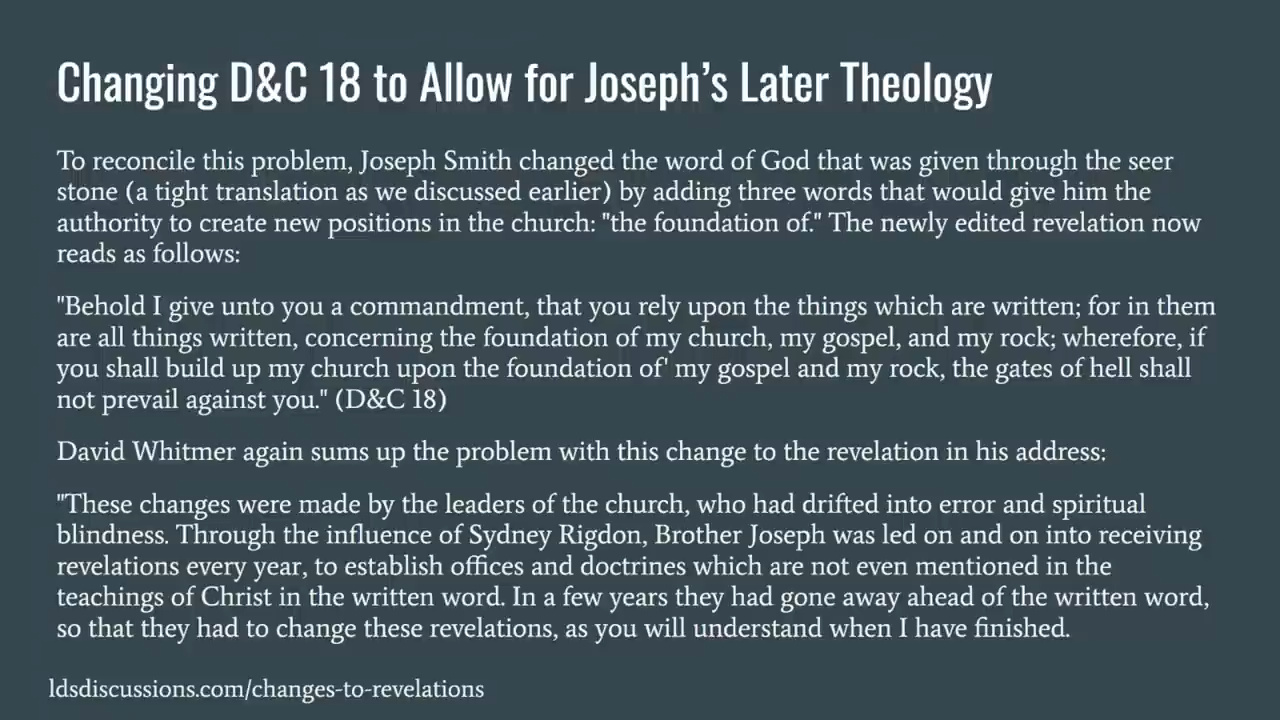 Changing D&C 18 to Allow for Joseph’s Later Theology
To reconcile this problem, Joseph Smith changed the word of God that was given through the seer
stone (a tight translation as we discussed earlier) by adding three words that would give him the
authority to create new positions in the church: "the foundation of." The newly edited revelation now
reads as follows:
"Behold I give unto you a commandment, that you rely upon the things which are written; for in them
are all things written, concerning the foundation of my church, my gospel, and my rock; wherefore, if
you shall build up my church upon the foundation of' my gospel and my rock, the gates of hell shall
not prevail against you." (D&C 18)
David Whitmer again sums up the problem with this change to the revelation in his address:
"These changes were made by the leaders of the church, who had drifted into error and spiritual
blindness. Through the influence of Sydney Rigdon, Brother Joseph was led on and on into receiving
revelations every year, to establish offices and doctrines which are not even mentioned in the
teachings of Christ in the written word. In a few years they had gone away ahead of the written word,
so that they had to change these revelations, as you will understand when I have finished.
ldsdiscussions.com/changes-to-revelations